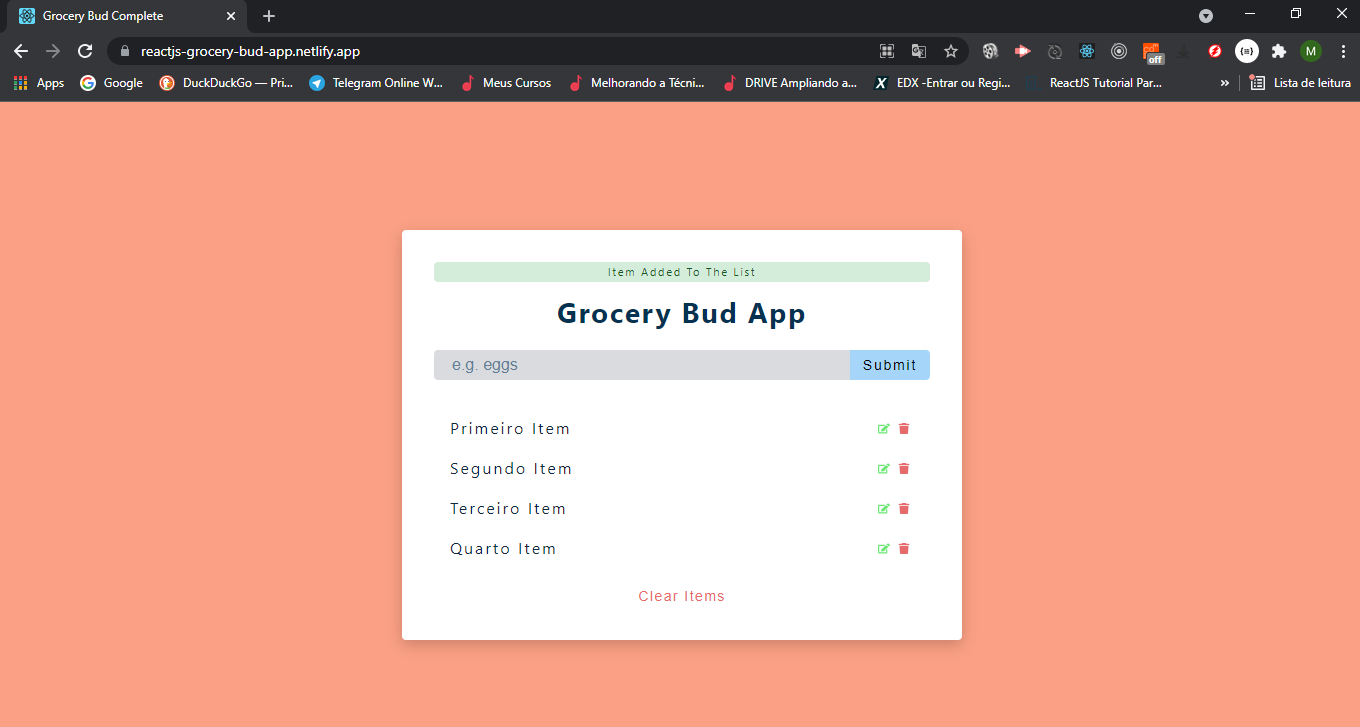 Grocery Bud Complete
reactjs-grocery-bud-app.netlify.app
off
{≡}
M
Apps Google DuckDuckGo — Pri... Telegram Online W... Meus Cursos Melhorando a Técni... DRIVE Ampliando a... X EDX -Entrar ou Regi... ReactJS Tutorial Par... » Lista de leitura
Item Added To The List
Grocery Bud App
e.g. eggs Submit
Primeiro Item
Segundo Item
Terceiro Item
Quarto Item
Clear Items